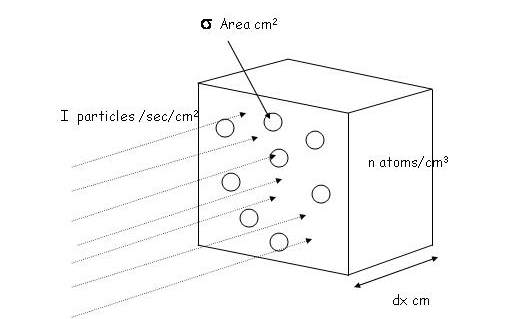 σ Area cm²
I particles/sec/cm²
n atoms/cm³
dx cm